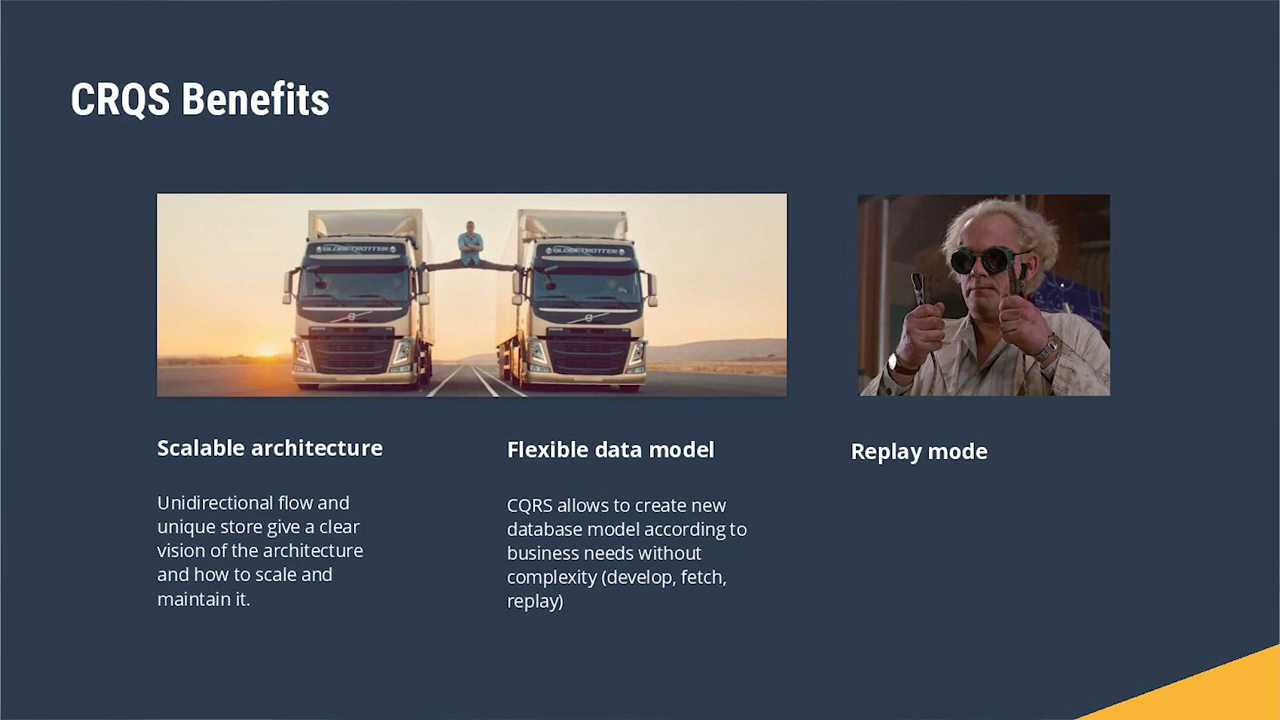 CRQS Benefits
GLOBETROTTER
GLOBETROTTER
Scalable architecture
Unidirectional flow and
unique store give a clear
vision of the architecture
and how to scale and
maintain it.
Flexible data model
CQRS allows to create new
database model according to
business needs without
complexity (develop, fetch,
replay)
Replay mode